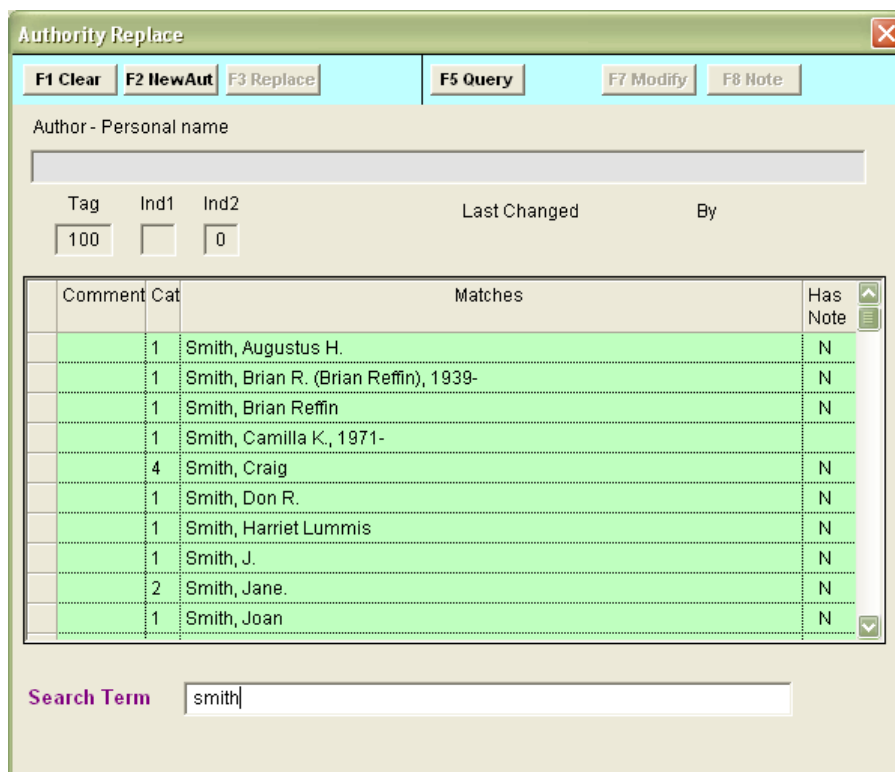 Authority Replace
F1 Clear F2 NewAut F3 Replace F5 Query F7 Modify F8 Note
Author - Personal name
Tag Ind1 Ind2 Last Changed By
100 0
Comment Cat Matches Has Note
1 Smith, Augustus H. N
1 Smith, Brian R. (Brian Reffin), 1939- N
1 Smith, Brian Reffin N
1 Smith, Camilla K., 1971-
4 Smith, Craig N
1 Smith, Don R. N
1 Smith, Harriet Lummis N
1 Smith, J. N
2 Smith, Jane. N
1 Smith, Joan N
Search Term smith